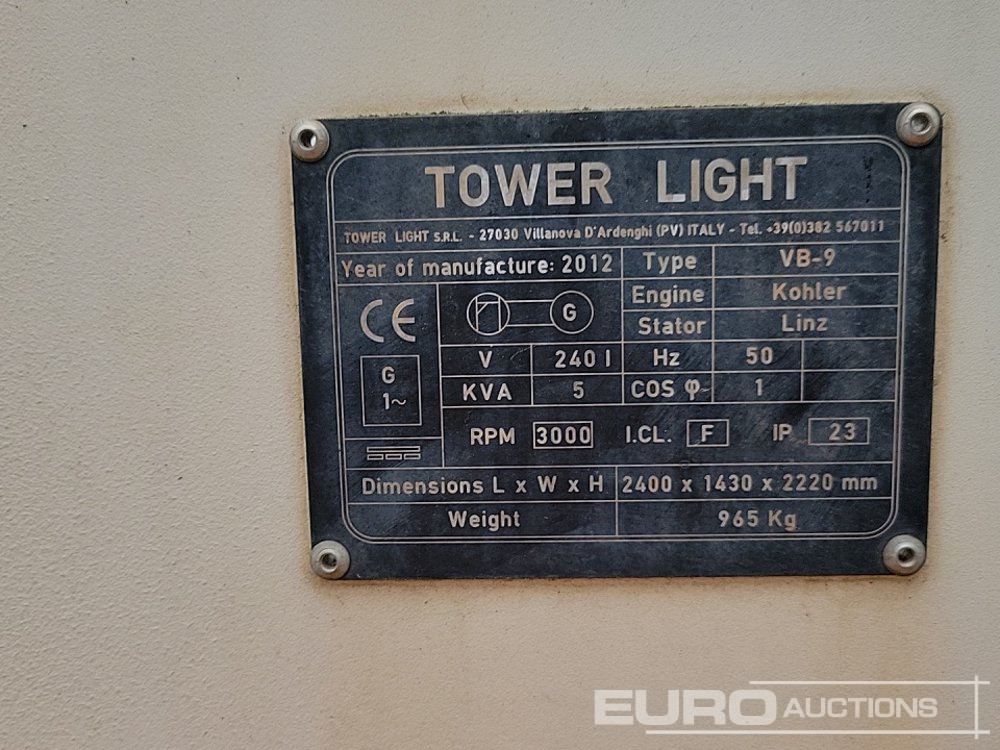 TOWER LIGHT
TOWER LIGHT S.R.L. - 27030 Villanova D'Ardenghi (PV) ITALY - Tel. +39(0)382 567011
Year of manufacture: 2012 Type VB-9
Engine Kohler
CE G Stator Linz
V 240 I Hz 50
G
1~ KVA 5 COS φ 1
RPM 3000 I.CL. F IP 23
Dimensions L x W x H 2400 x 1430 x 2220 mm
Weight 965 Kg
EURO AUCTIONS